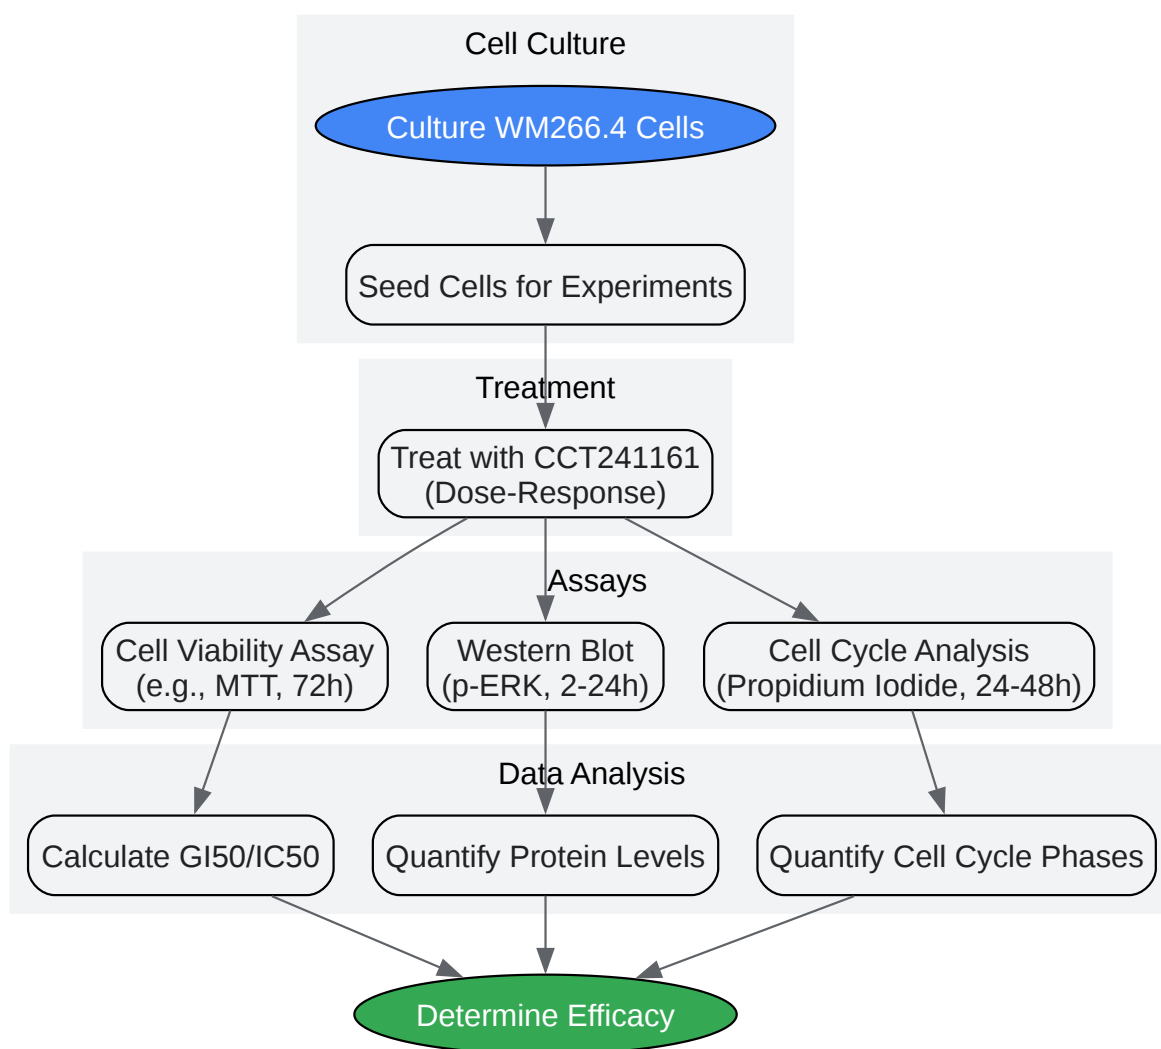 Cell Culture
Culture WM266.4 Cells
Seed Cells for Experiments
Treatment
Treat with CCT241161
(Dose-Response)
Assays
Cell Viability Assay
(e.g., MTT, 72h)
Western Blot
(p-ERK, 2-24h)
Cell Cycle Analysis
(Propidium Iodide, 24-48h)
Data Analysis
Calculate GI50/IC50
Quantify Protein Levels
Quantify Cell Cycle Phases
Determine Efficacy